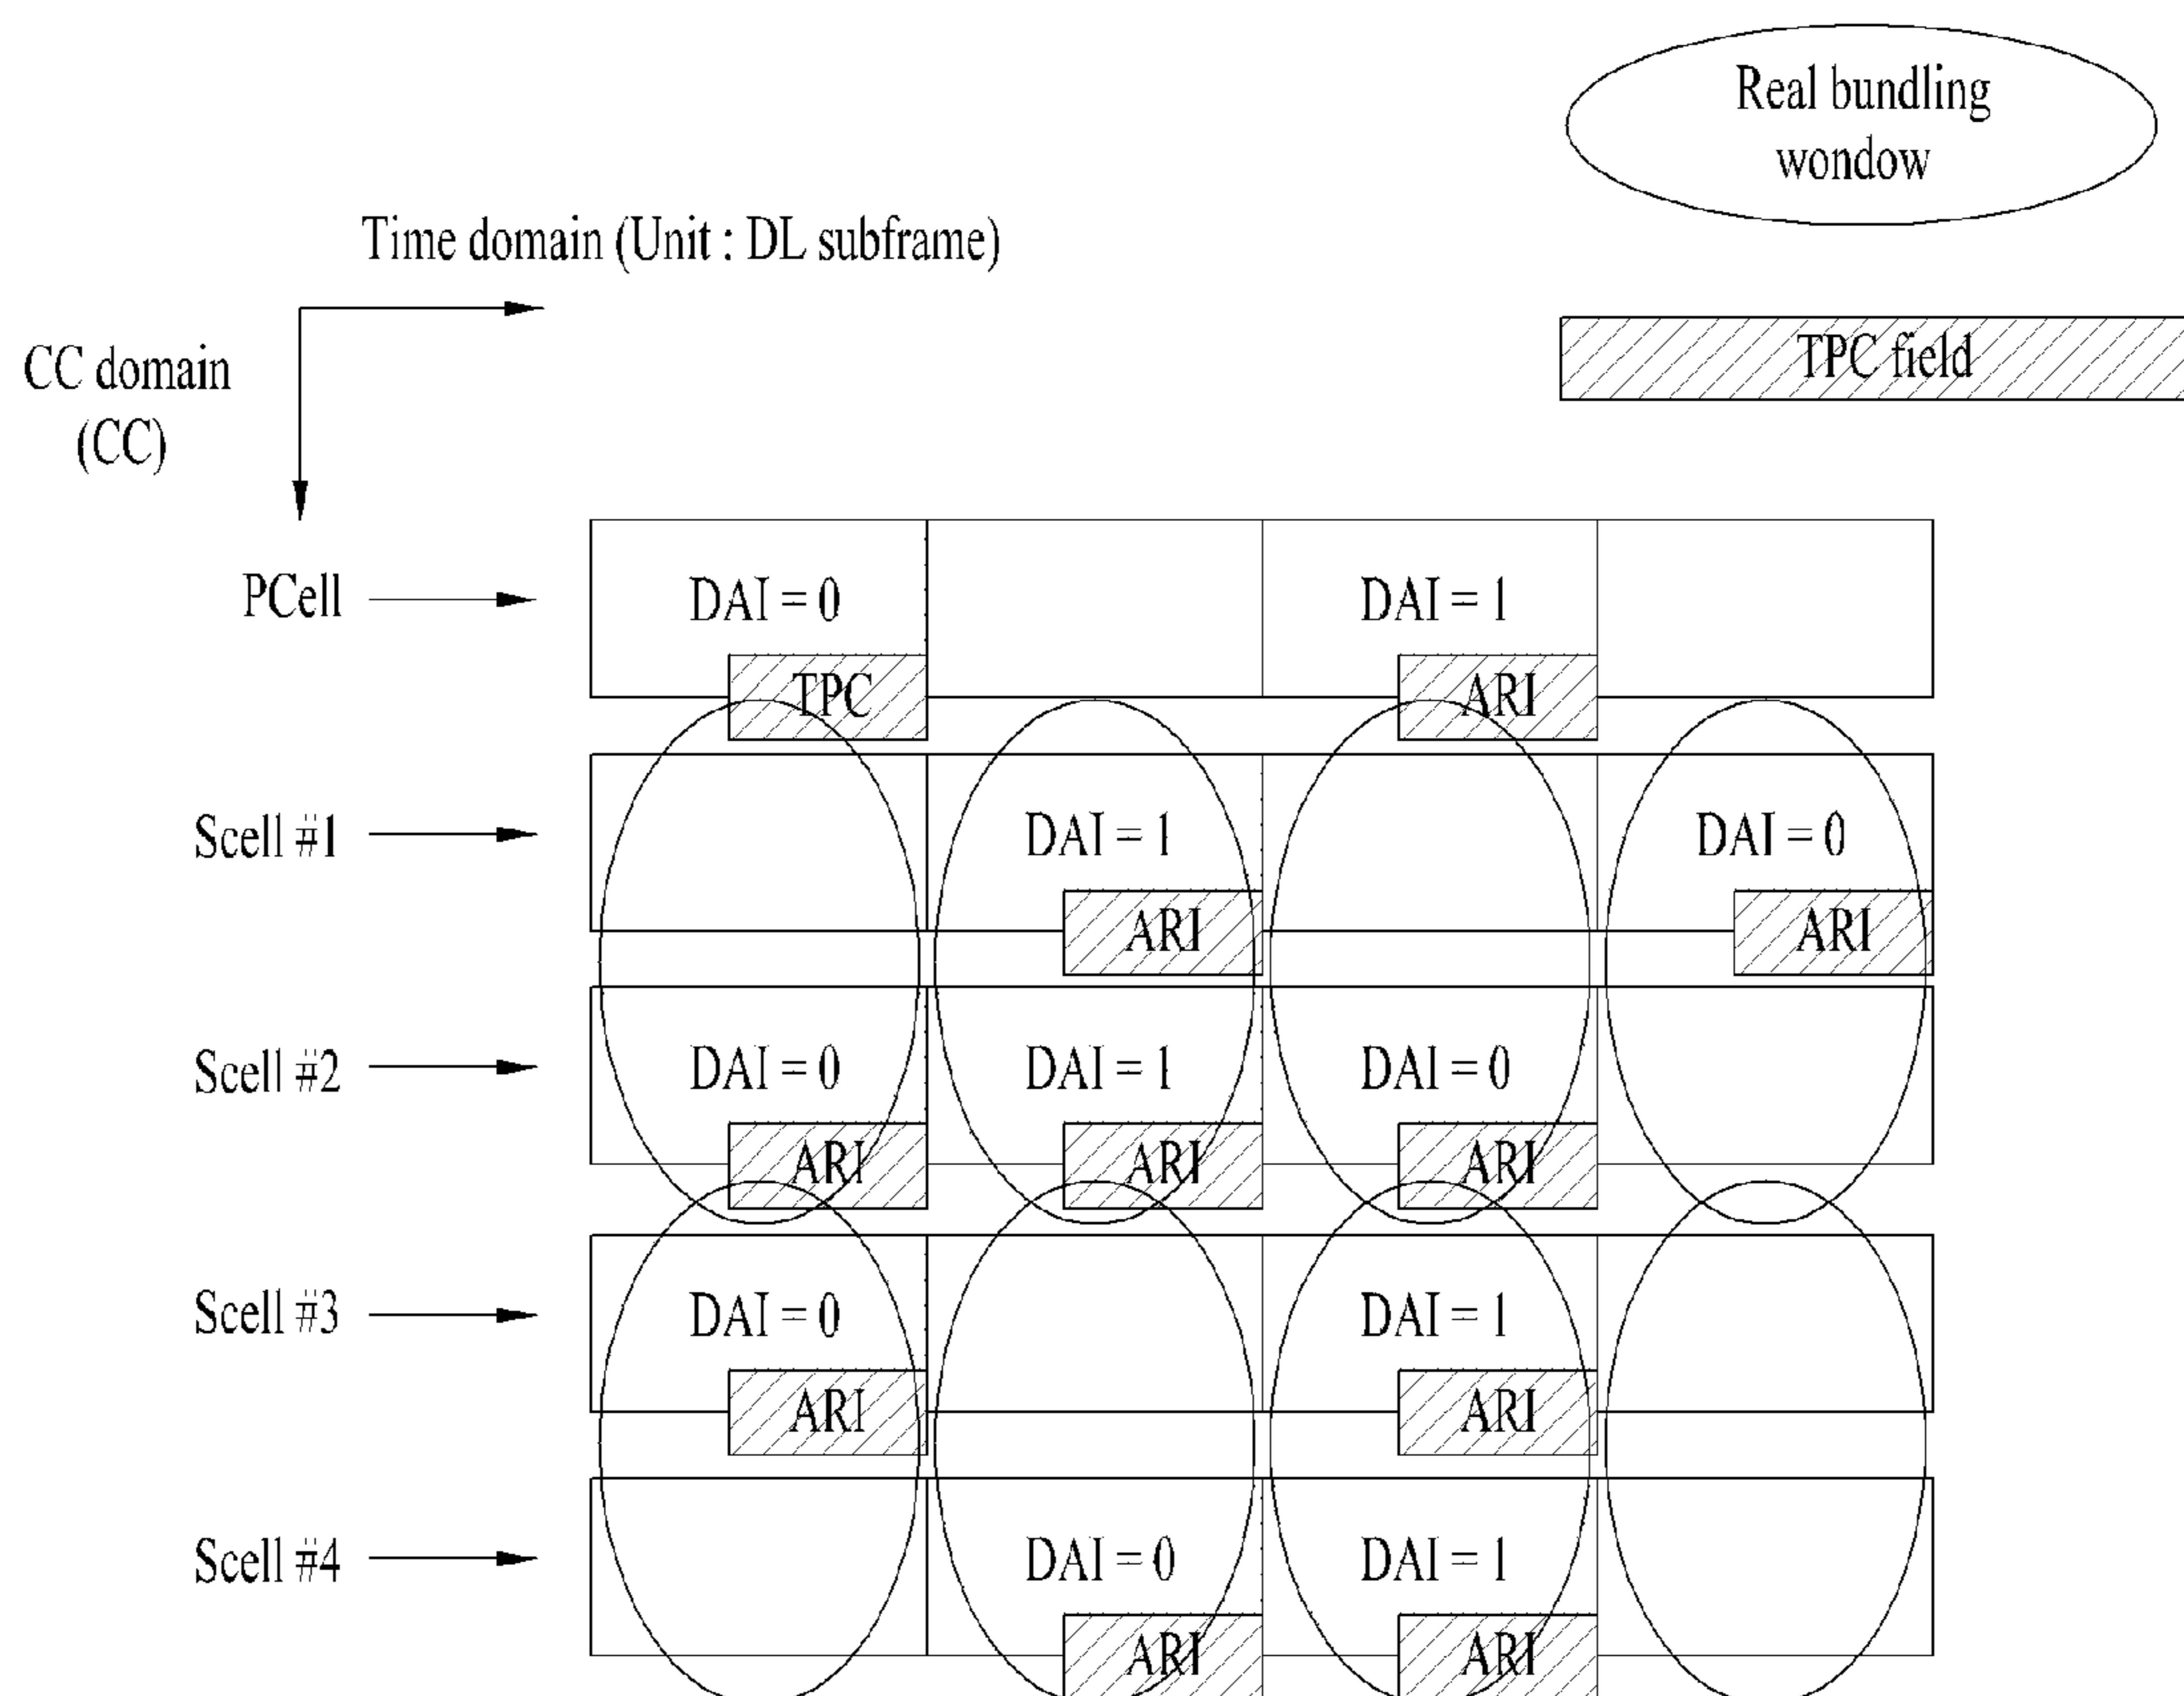 Real bundling
wondow
Time domain (Unit : DL subframe)
TPC field
CC domain
(CC)
PCell
DAI = 0
DAI = 1
TPC
ARI
Scell #1
DAI = 1
DAI = 0
ARI
ARI
Scell #2
DAI = 0
DAI = 1
DAI = 0
ARI
ARI
ARI
Scell #3
DAI = 0
DAI = 1
ARI
ARI
Scell #4
DAI = 0
DAI = 1
ARI
ARI